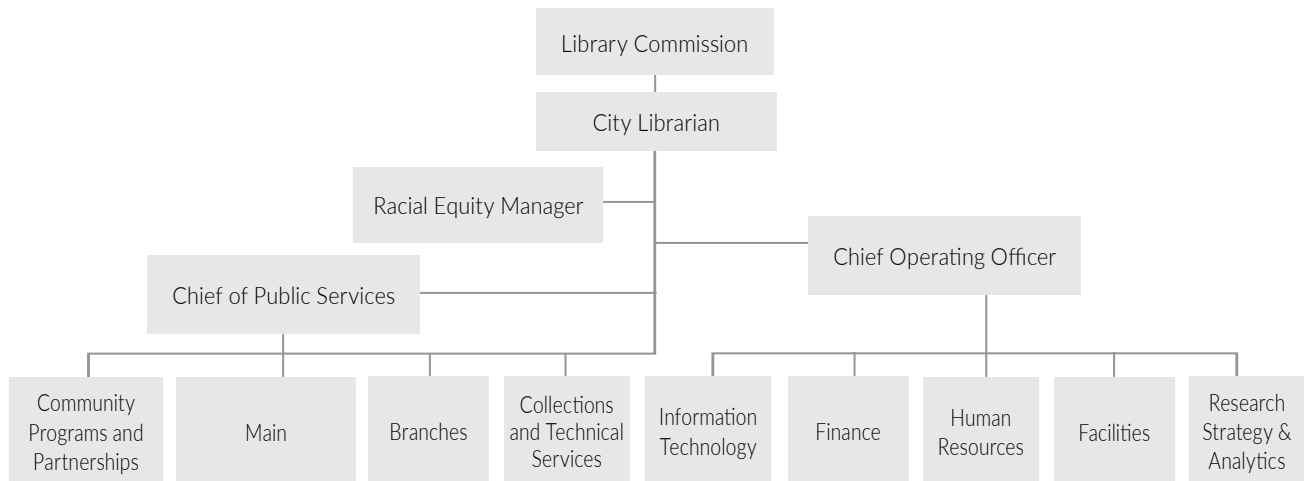 Library Commission
City Librarian
Racial Equity Manager
Chief Operating Officer
Chief of Public Services
Community
Programs and
Partnerships
Main
Branches
Collections
and Technical
Services
Information
Technology
Finance
Human
Resources
Facilities
Research
Strategy &
Analytics